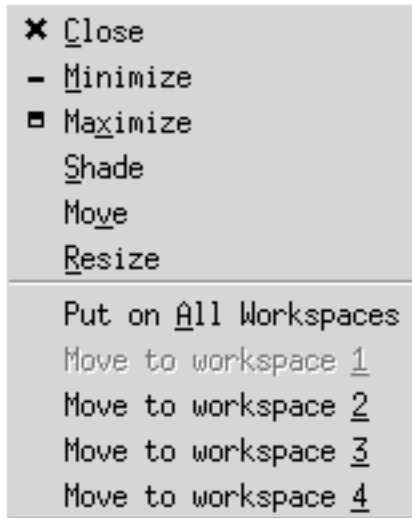 Close
Minimize
Maximize
Shade
Move
Resize
Put on All Workspaces
Move to workspace 1
Move to workspace 2
Move to workspace 3
Move to workspace 4